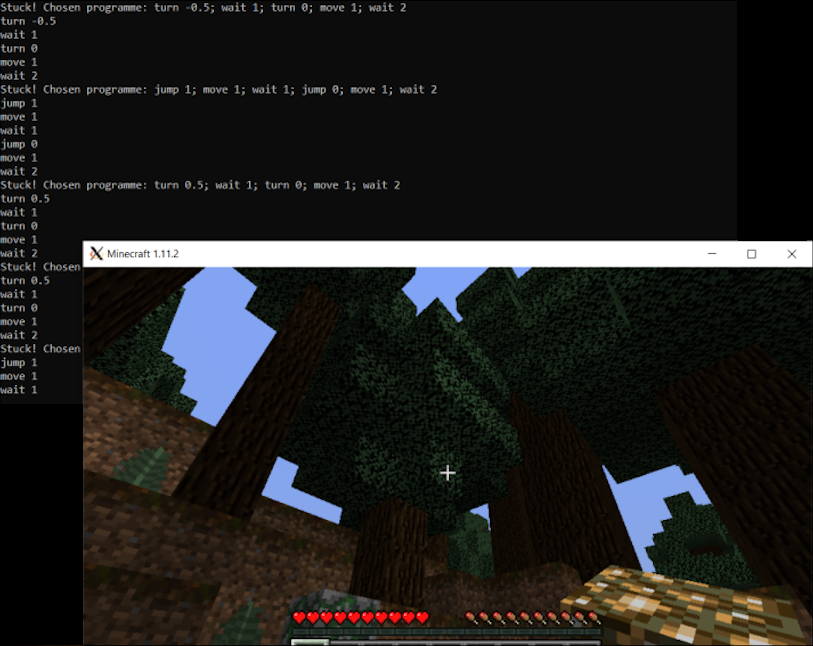 Stuck! Chosen programme: turn -0.5; wait 1; turn 0; move 1; wait 2
turn -0.5
wait 1
turn 0
move 1
wait 2
Stuck! Chosen programme: jump 1; move 1; wait 1; jump 0; move 1; wait 2
jump 1
move 1
wait 1
jump 0
move 1
wait 2
Stuck! Chosen programme: turn 0.5; wait 1; turn 0; move 1; wait 2
turn 0.5
wait 1
turn 0
move 1
wait 2
Stuck! Chosen
turn 0.5
wait 1
turn 0
move 1
wait 2
Stuck! Chosen
jump 1
move 1
wait 1
Minecraft 1.11.2